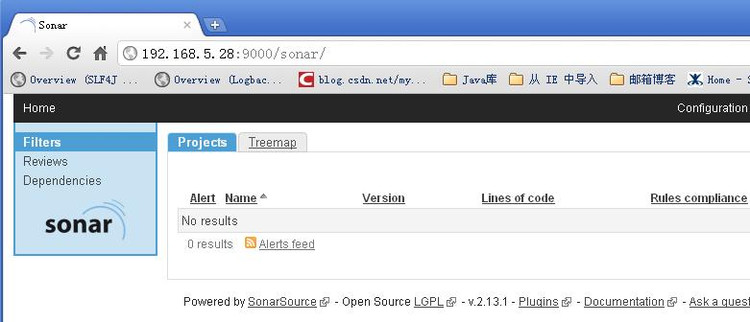 Sonar
192.168.5.28:9000/sonar/
Overview (SLF4J Overview (Logbac... blog.csdn.net/my... Java库 从 IE 中导入 邮箱博客 Home - S
Home Configuration
Filters
Reviews
Dependencies
sonar
Projects Treemap
Alert Name Version Lines of code Rules compliance
No results
0 results Alerts feed
Powered by SonarSource - Open Source LGPL - v.2.13.1 - Plugins - Documentation - Ask a quest